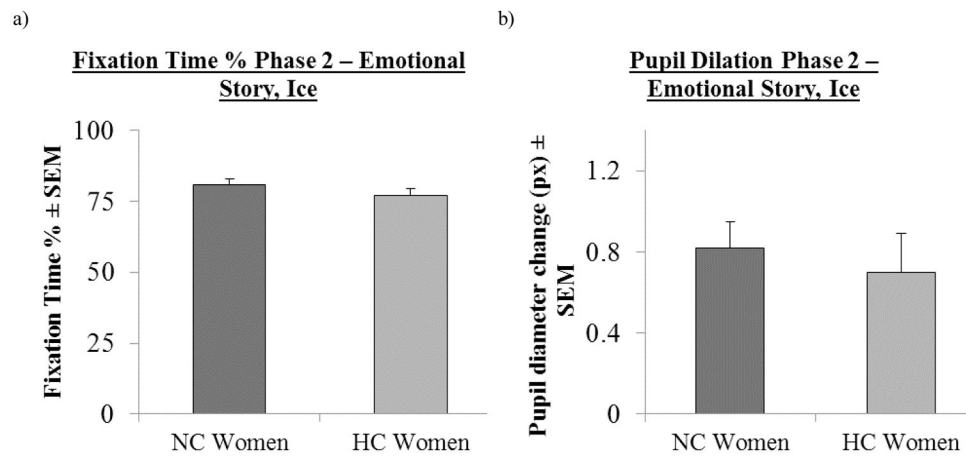 a)
Fixation Time % Phase 2 – Emotional
Story, Ice
Fixation Time % ± SEM
100
75
50
25
0
NC Women
HC Women
b)
Pupil Dilation Phase 2 –
Emotional Story, Ice
Pupil diameter change (px) ±
SEM
1.2
0.8
0.4
0
NC Women
HC Women